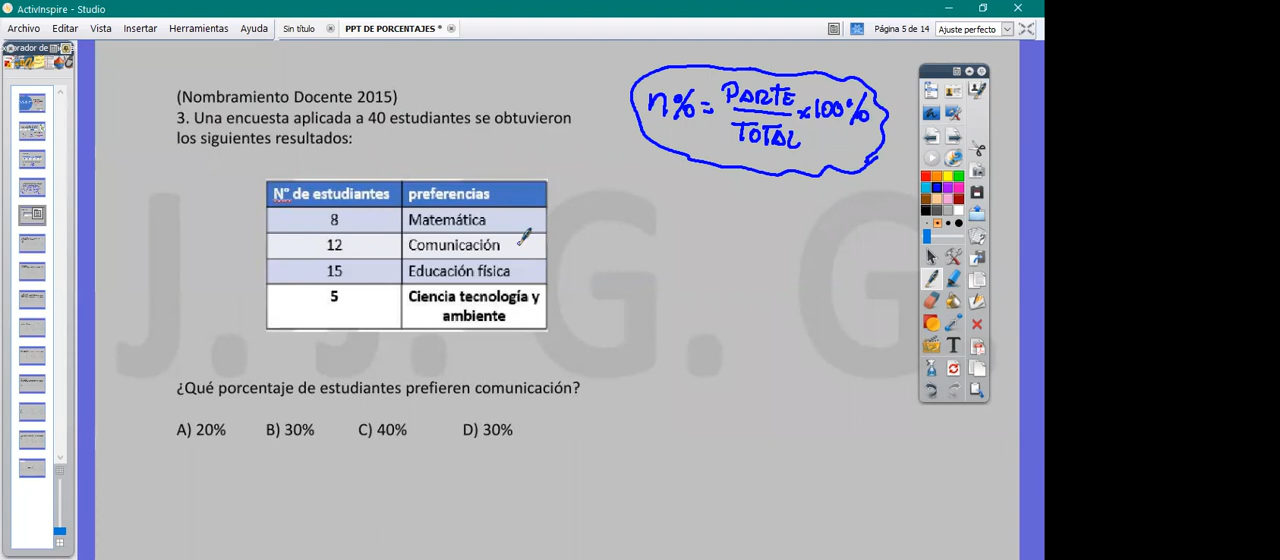 ActivInspire - Studio
Archivo Editar Vista Insertar Herramientas Ayuda Sin título PPT DE PORCENTAJES * Página 5 de 14 Ajuste perfecto
(Nombramiento Docente 2015)
3. Una encuesta aplicada a 40 estudiantes se obtuvieron
los siguientes resultados:
n% = PARTE / TOTAL × 100%
N° de estudiantes preferencias
8 Matemática
12 Comunicación
15 Educación física
5 Ciencia tecnología y
ambiente
J. J. G. G.
¿Qué porcentaje de estudiantes prefieren comunicación?
A) 20% B) 30% C) 40% D) 30%